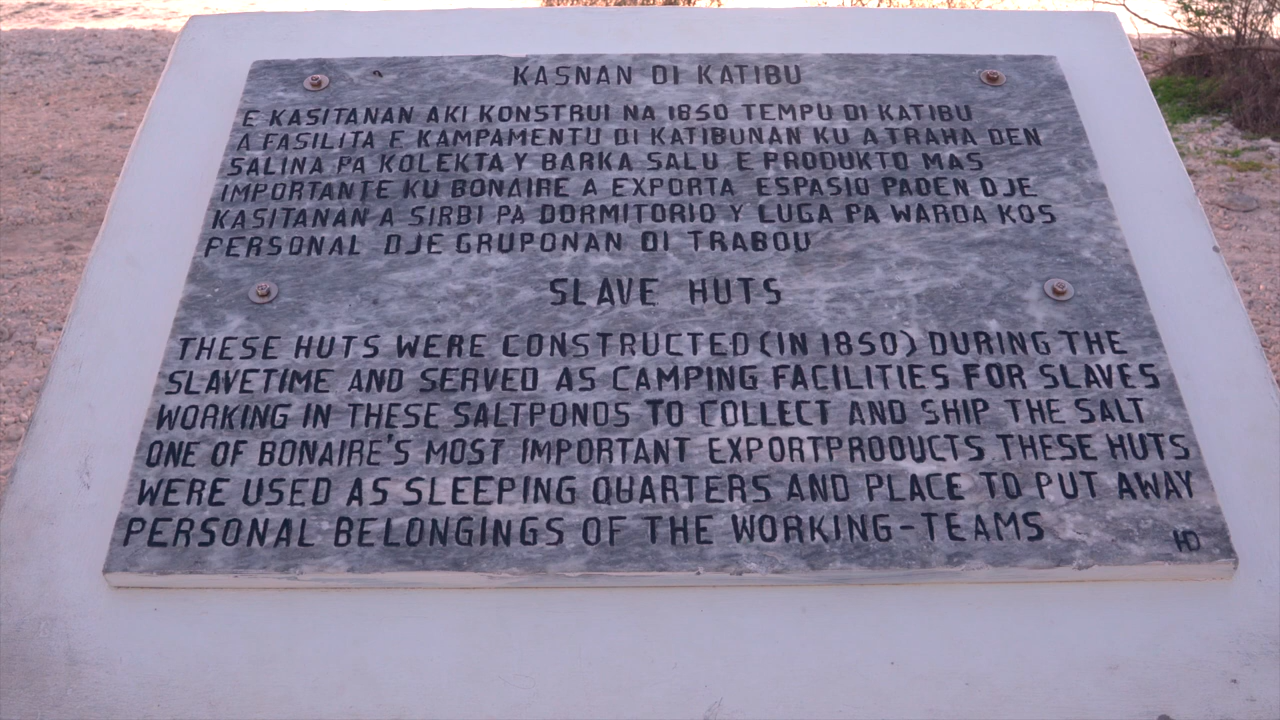 KASNAN DI KATIBU
E KASITANAN AKI KONSTRUI NA 1850 TEMPU DI KATIBU
A FASILITA E KAMPAMENTU DI KATIBUNAN KU A TRAHA DEN
SALINA PA KOLEKTA Y BARKA SALU E PRODUKTO MAS
IMPORTANTE KU BONAIRE A EXPORTA ESPASIO PADEN DJE
KASITANAN A SIRBI PA DORMITORIO Y LUGA PA WARDA KOS
PERSONAL DJE GRUPONAN DI TRABOU
SLAVE HUTS
THESE HUTS WERE CONSTRUCTED (IN 1850) DURING THE
SLAVETIME AND SERVED AS CAMPING FACILITIES FOR SLAVES
WORKING IN THESE SALTPONDS TO COLLECT AND SHIP THE SALT
ONE OF BONAIRE'S MOST IMPORTANT EXPORTPRODUCTS THESE HUTS
WERE USED AS SLEEPING QUARTERS AND PLACE TO PUT AWAY
PERSONAL BELONGINGS OF THE WORKING-TEAMS